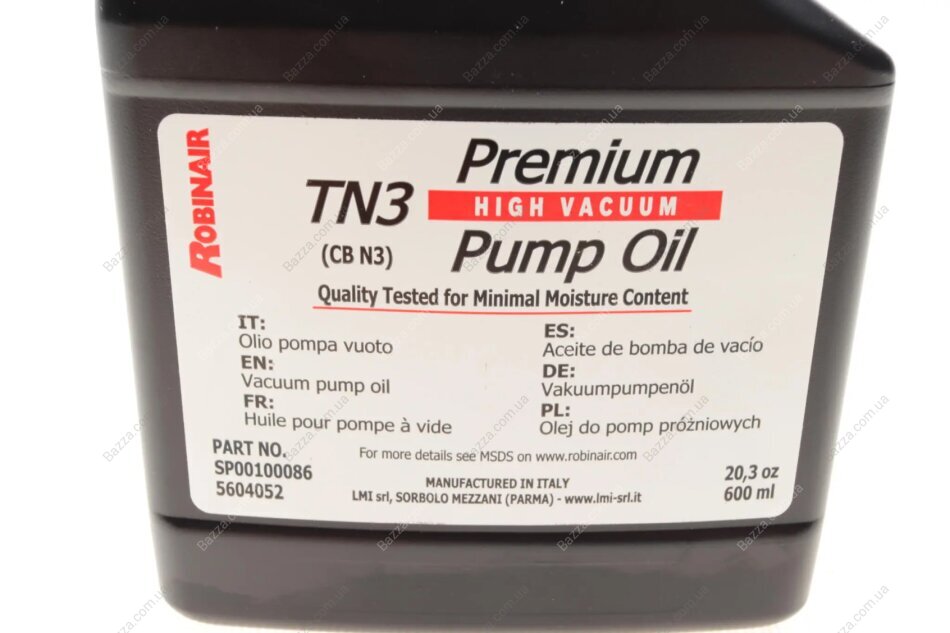 ROBINAIR
TN3
(CB N3)
Premium
HIGH VACUUM
Pump Oil
Quality Tested for Minimal Moisture Content
IT:
Olio pompa vuoto
EN:
Vacuum pump oil
FR:
Huile pour pompe à vide
ES:
Aceite de bomba de vacío
DE:
Vakuumpumpenöl
PL:
Olej do pomp próżniowych
PART NO.
SP00100086
5604052
For more details see MSDS on www.robinair.com
MANUFACTURED IN ITALY
LMI srl, SORBOLO MEZZANI (PARMA) - www.lmi-srl.it
20,3 oz
600 ml
Bazza.com.ua